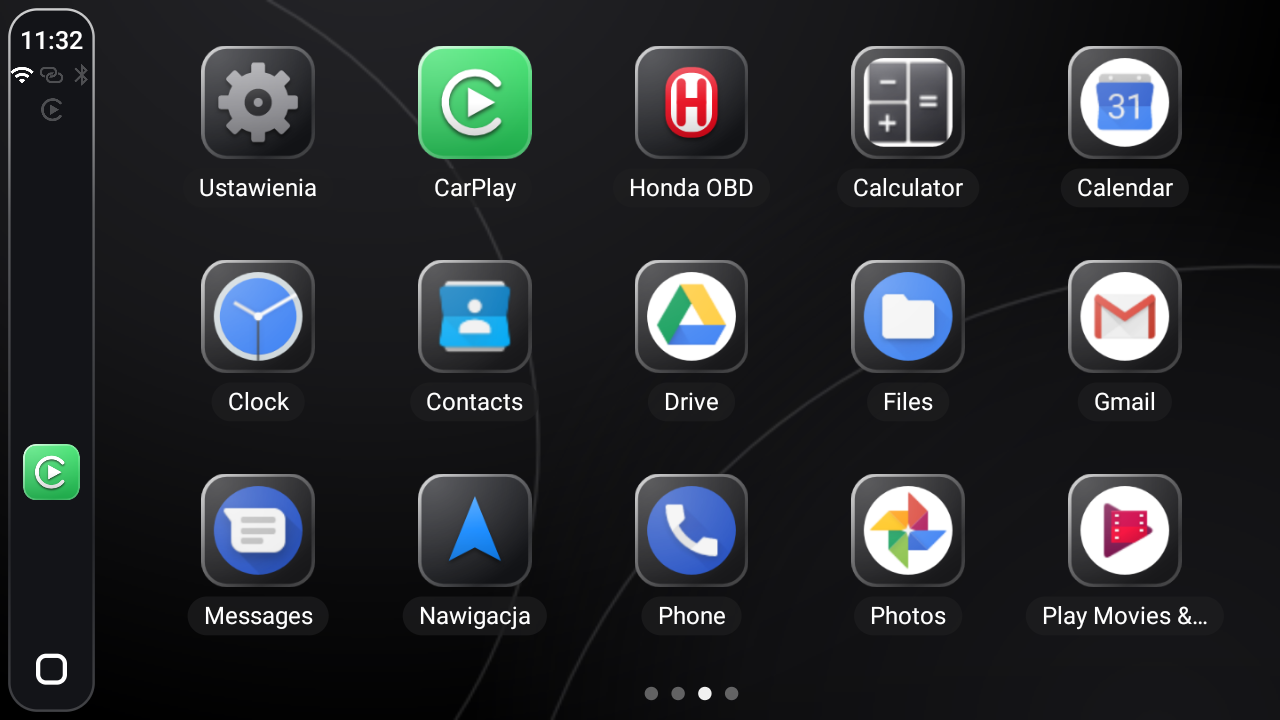 11:32
Ustawienia
CarPlay
Honda OBD
Calculator
31
Calendar
Clock
Contacts
Drive
Files
Gmail
Messages
Nawigacja
Phone
Photos
Play Movies &...